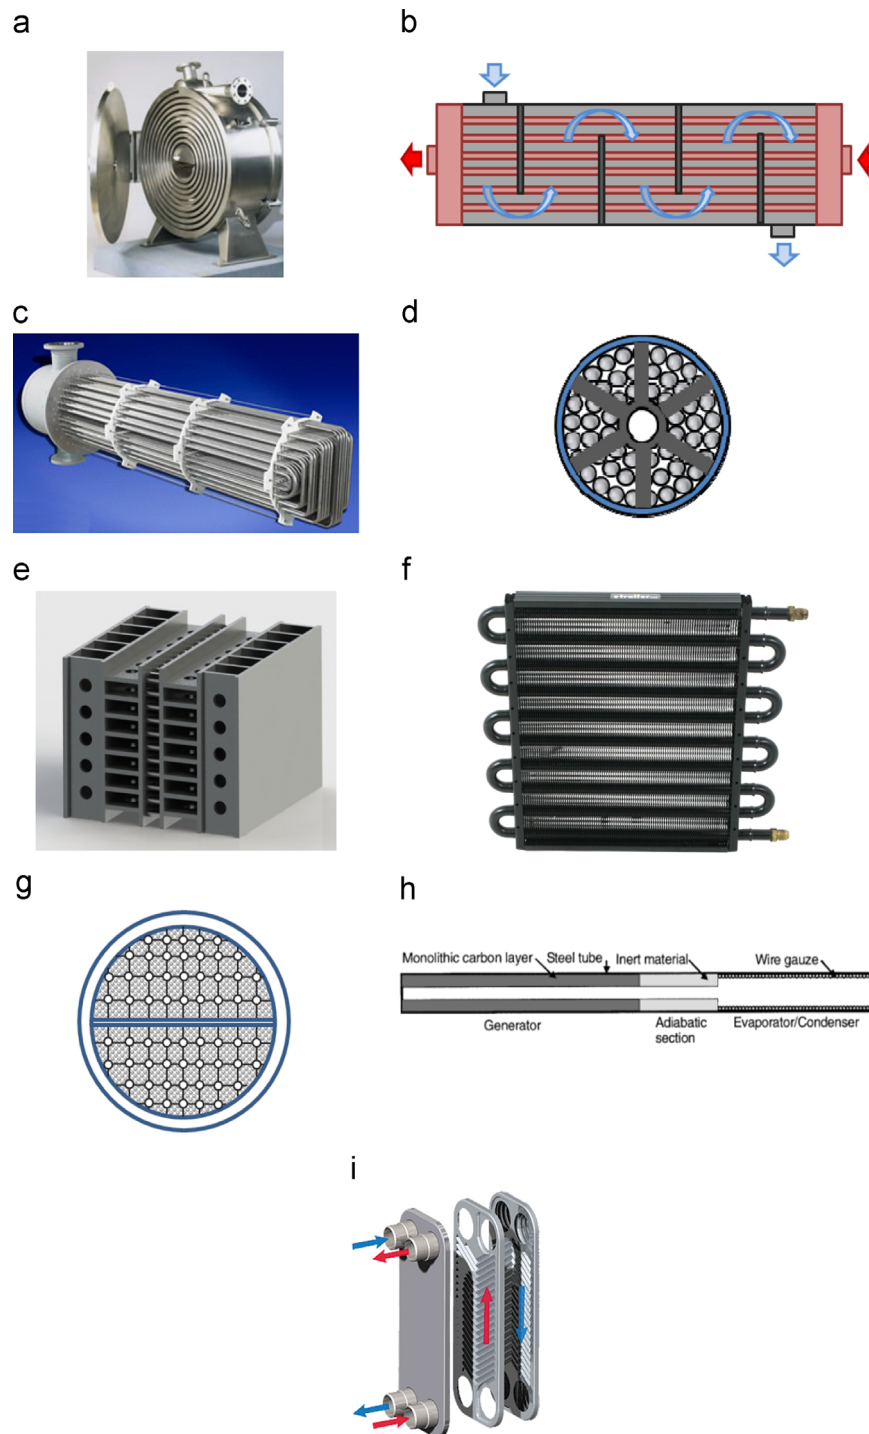 a
b
c
d
e
f
g
h
Monolithic carbon layer
Steel tube
Inert material
Wire gauze
Generator
Adiabatic
section
Evaporator/Condenser
i